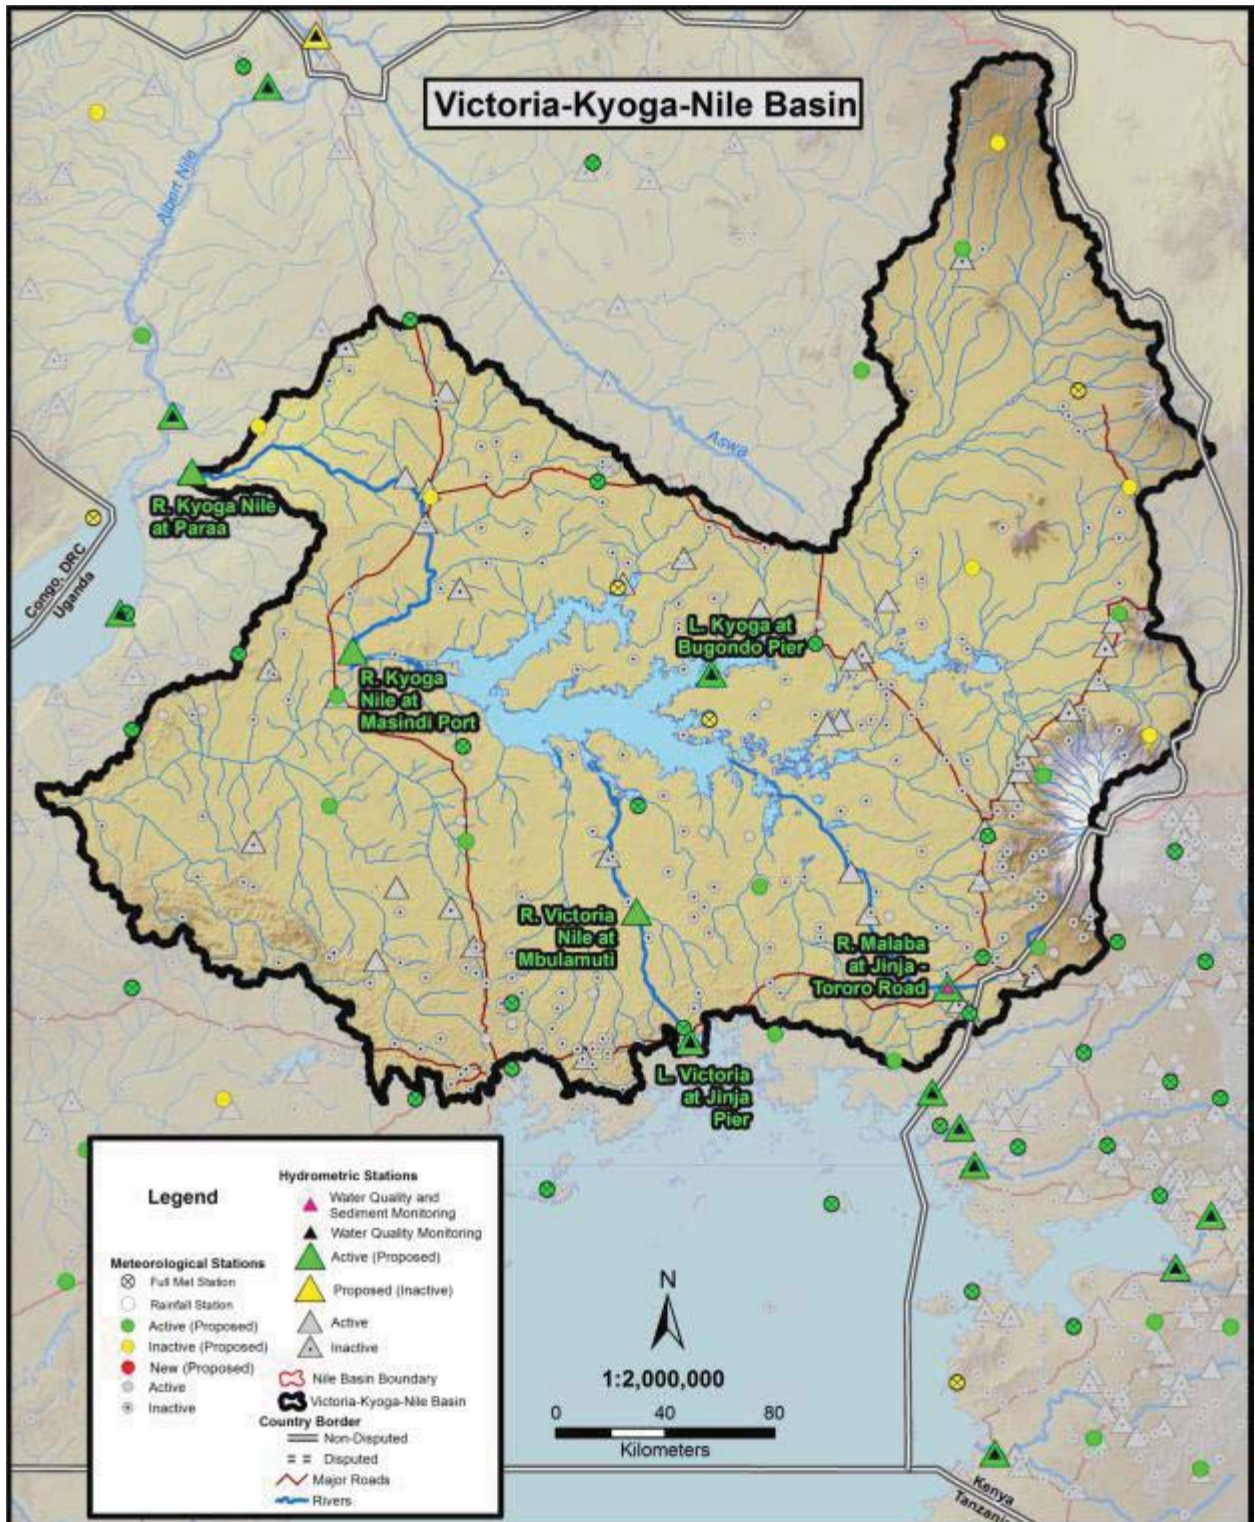 Victoria-Kyoga-Nile Basin
Albert Nile
Aswa
R. Kyoga Nile
at Paraa
Congo, DRC
Uganda
L. Kyoga at
Bugondo Pier
R. Kyoga
Nile at
Masindi Port
R. Victoria
Nile at
Mbulamuti
R. Malaba
at Jinja -
Tororo Road
L. Victoria
at Jinja
Pier
Legend
Meteorological Stations
Full Met Station
Rainfall Station
Active (Proposed)
Inactive (Proposed)
New (Proposed)
Active
Inactive
Hydrometric Stations
Water Quality and
Sediment Monitoring
Water Quality Monitoring
Active (Proposed)
Proposed (Inactive)
Active
Inactive
Nile Basin Boundary
Victoria-Kyoga-Nile Basin
Country Border
Non-Disputed
Disputed
Major Roads
Rivers
N
1:2,000,000
0 40 80
Kilometers
Kenya
Tanzania